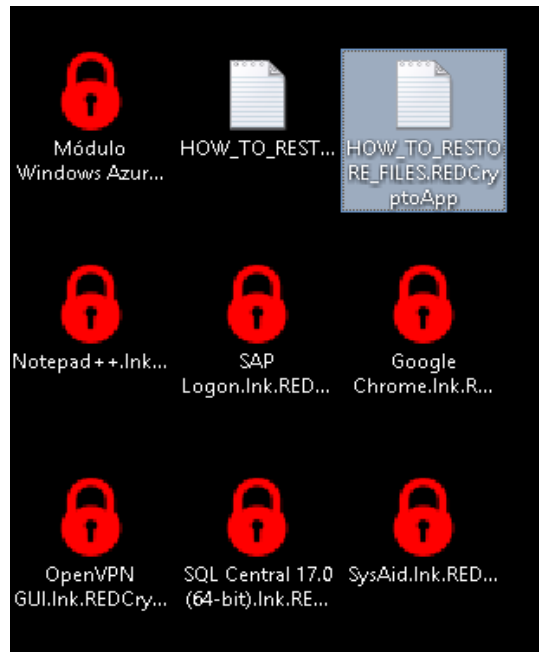 Módulo
Windows Azur...
HOW_TO_REST...
HOW_TO_RESTO
RE_FILES.REDCry
ptoApp
Notepad++.lnk...
SAP
Logon.lnk.RED...
Google
Chrome.lnk.R...
OpenVPN
GUI.lnk.REDCry...
SQL Central 17.0
(64-bit).lnk.RE...
SysAid.lnk.RED...